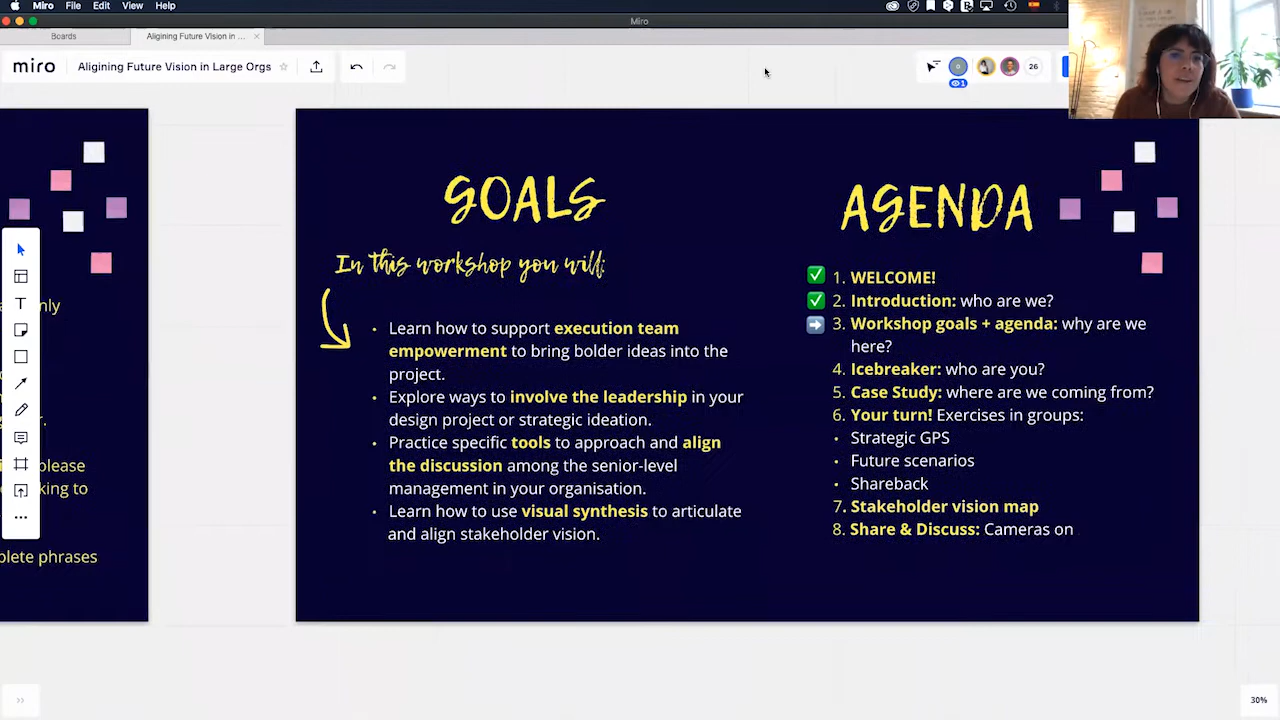 Miro File Edit View Help
Miro
Boards
Aligining Future Vision in ...
miro
Aligining Future Vision in Large Orgs
26
1
GOALS
In this workshop you will:
Learn how to support execution team
empowerment to bring bolder ideas into the
project.
Explore ways to involve the leadership in your
design project or strategic ideation.
Practice specific tools to approach and align
the discussion among the senior-level
management in your organisation.
Learn how to use visual synthesis to articulate
and align stakeholder vision.
AGENDA
1. WELCOME!
2. Introduction: who are we?
3. Workshop goals + agenda: why are we
here?
4. Icebreaker: who are you?
5. Case Study: where are we coming from?
6. Your turn! Exercises in groups:
Strategic GPS
Future scenarios
Shareback
7. Stakeholder vision map
8. Share & Discuss: Cameras on
please
king to
plete phrases
30%